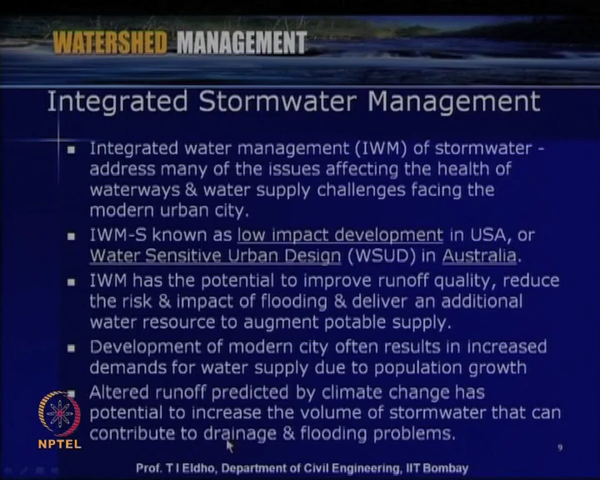 WATERSHED MANAGEMENT
Integrated Stormwater Management
▪ Integrated water management (IWM) of stormwater -
address many of the issues affecting the health of
waterways & water supply challenges facing the
modern urban city.
▪ IWM-S known as low impact development in USA, or
Water Sensitive Urban Design (WSUD) in Australia.
▪ IWM has the potential to improve runoff quality, reduce
the risk & impact of flooding & deliver an additional
water resource to augment potable supply.
▪ Development of modern city often results in increased
demands for water supply due to population growth
▪ Altered runoff predicted by climate change has
potential to increase the volume of stormwater that can
contribute to drainage & flooding problems.
NPTEL
9
Prof. T I Eldho, Department of Civil Engineering, IIT Bombay